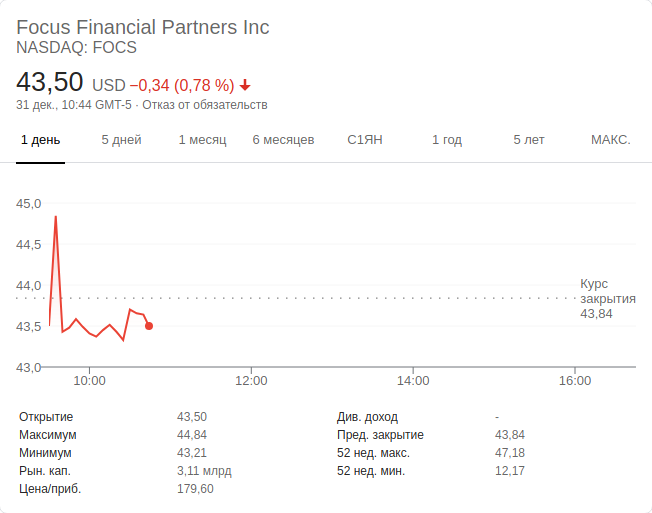 Focus Financial Partners Inc
NASDAQ: FOCS
43,50 USD −0,34 (0,78 %)
31 дек., 10:44 GMT-5 · Отказ от обязательств
1 день 5 дней 1 месяц 6 месяцев С1ЯН 1 год 5 лет МАКС.
45,0
44,5
44,0
43,5
43,0
Курс
закрытия
43,84
10:00 12:00 14:00 16:00
Открытие 43,50
Максимум 44,84
Минимум 43,21
Рын. кап. 3,11 млрд
Цена/приб. 179,60
Див. доход -
Пред. закрытие 43,84
52 нед. макс. 47,18
52 нед. мин. 12,17